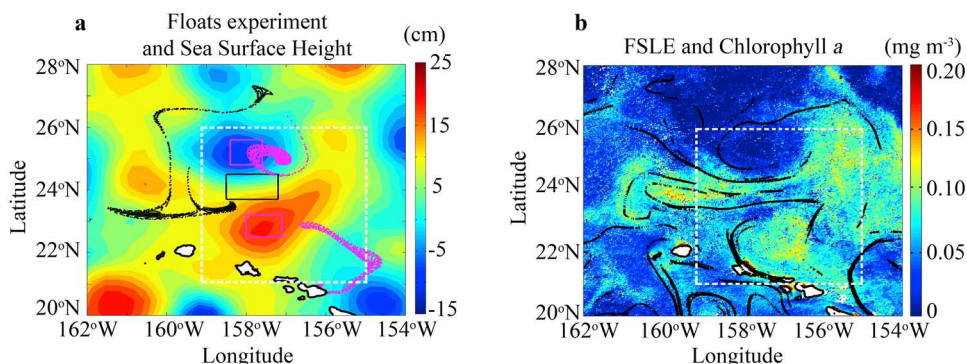 a
Floats experiment
and Sea Surface Height
(cm)
28°N
26°N
24°N
22°N
20°N
Latitude
162°W 160°W 158°W 156°W 154°W
Longitude
25
15
5
-5
-15
b
FSLE and Chlorophyll a
(mg m-3)
28°N
26°N
24°N
22°N
20°N
Latitude
162°W 160°W 158°W 156°W 154°W
Longitude
0.20
0.15
0.10
0.05
0